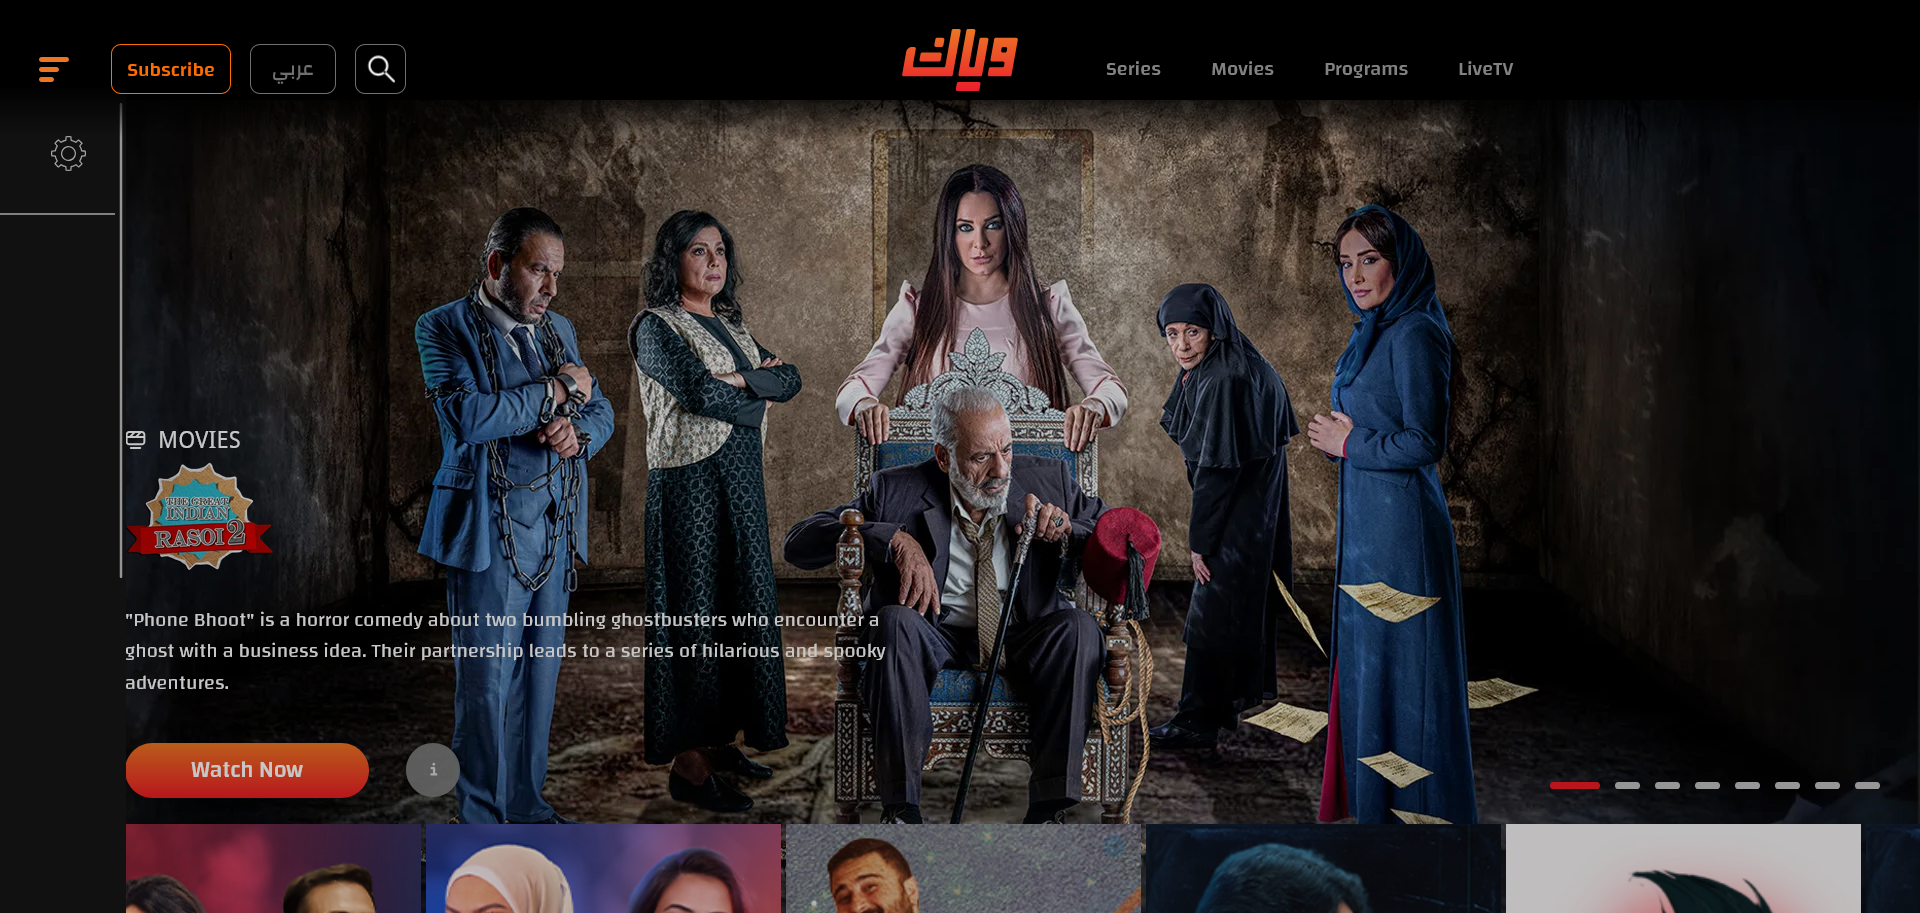 Subscribe
عربي
وياك
Series
Movies
Programs
LiveTV
MOVIES
THE GREAT
INDIAN
RASOI 2
"Phone Bhoot" is a horror comedy about two bumbling ghostbusters who encounter a
ghost with a business idea. Their partnership leads to a series of hilarious and spooky
adventures.
Watch Now
i